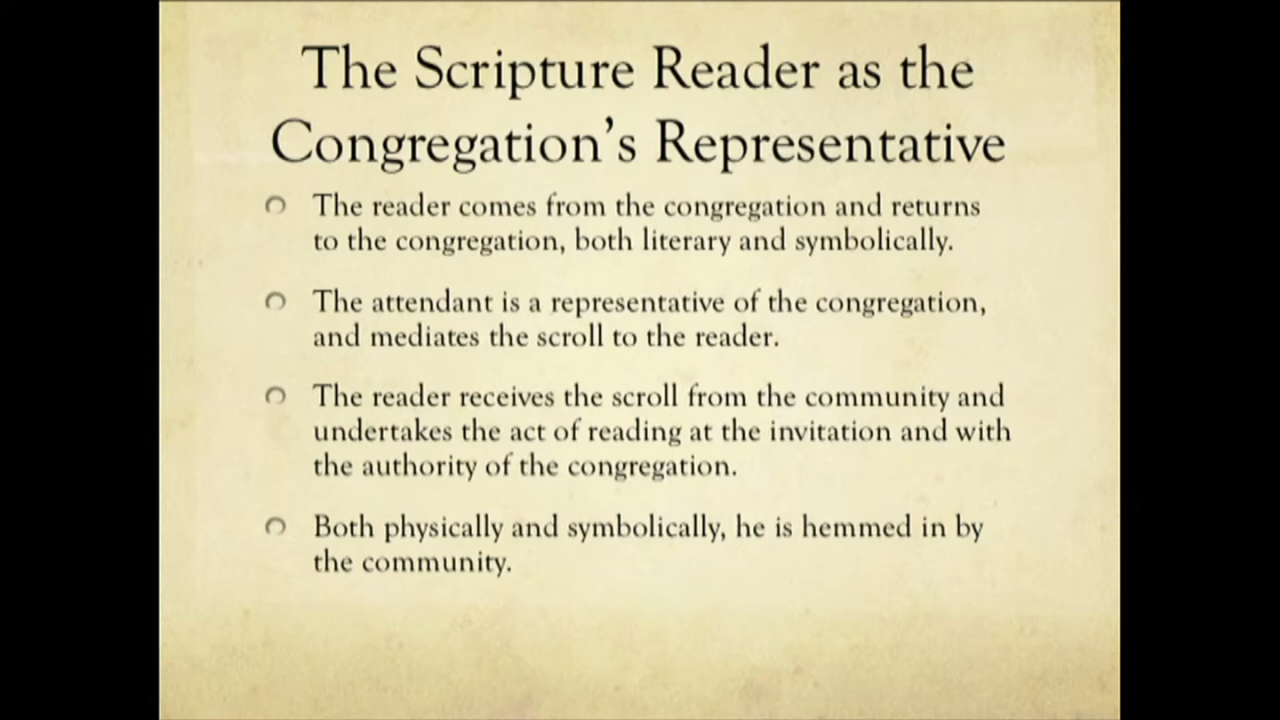 The Scripture Reader as the
Congregation's Representative
The reader comes from the congregation and returns
to the congregation, both literary and symbolically.
The attendant is a representative of the congregation,
and mediates the scroll to the reader.
The reader receives the scroll from the community and
undertakes the act of reading at the invitation and with
the authority of the congregation.
Both physically and symbolically, he is hemmed in by
the community.